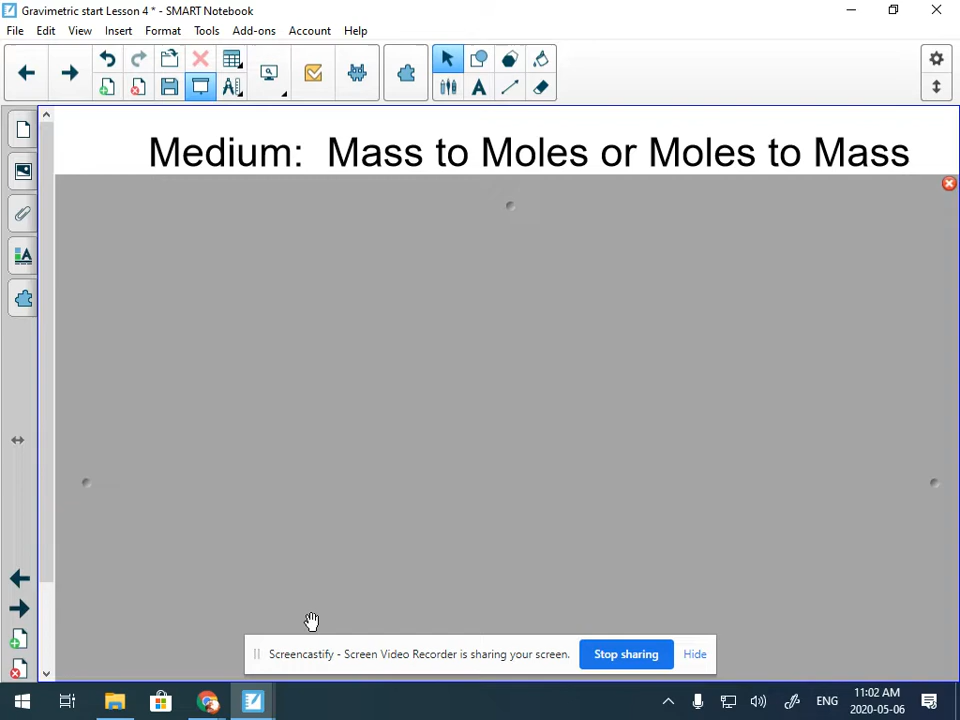 Gravimetric start Lesson 4 * - SMART Notebook
File Edit View Insert Format Tools Add-ons Account Help
Medium: Mass to Moles or Moles to Mass
Screencastify - Screen Video Recorder is sharing your screen. Stop sharing Hide
ENG
11:02 AM
2020-05-06